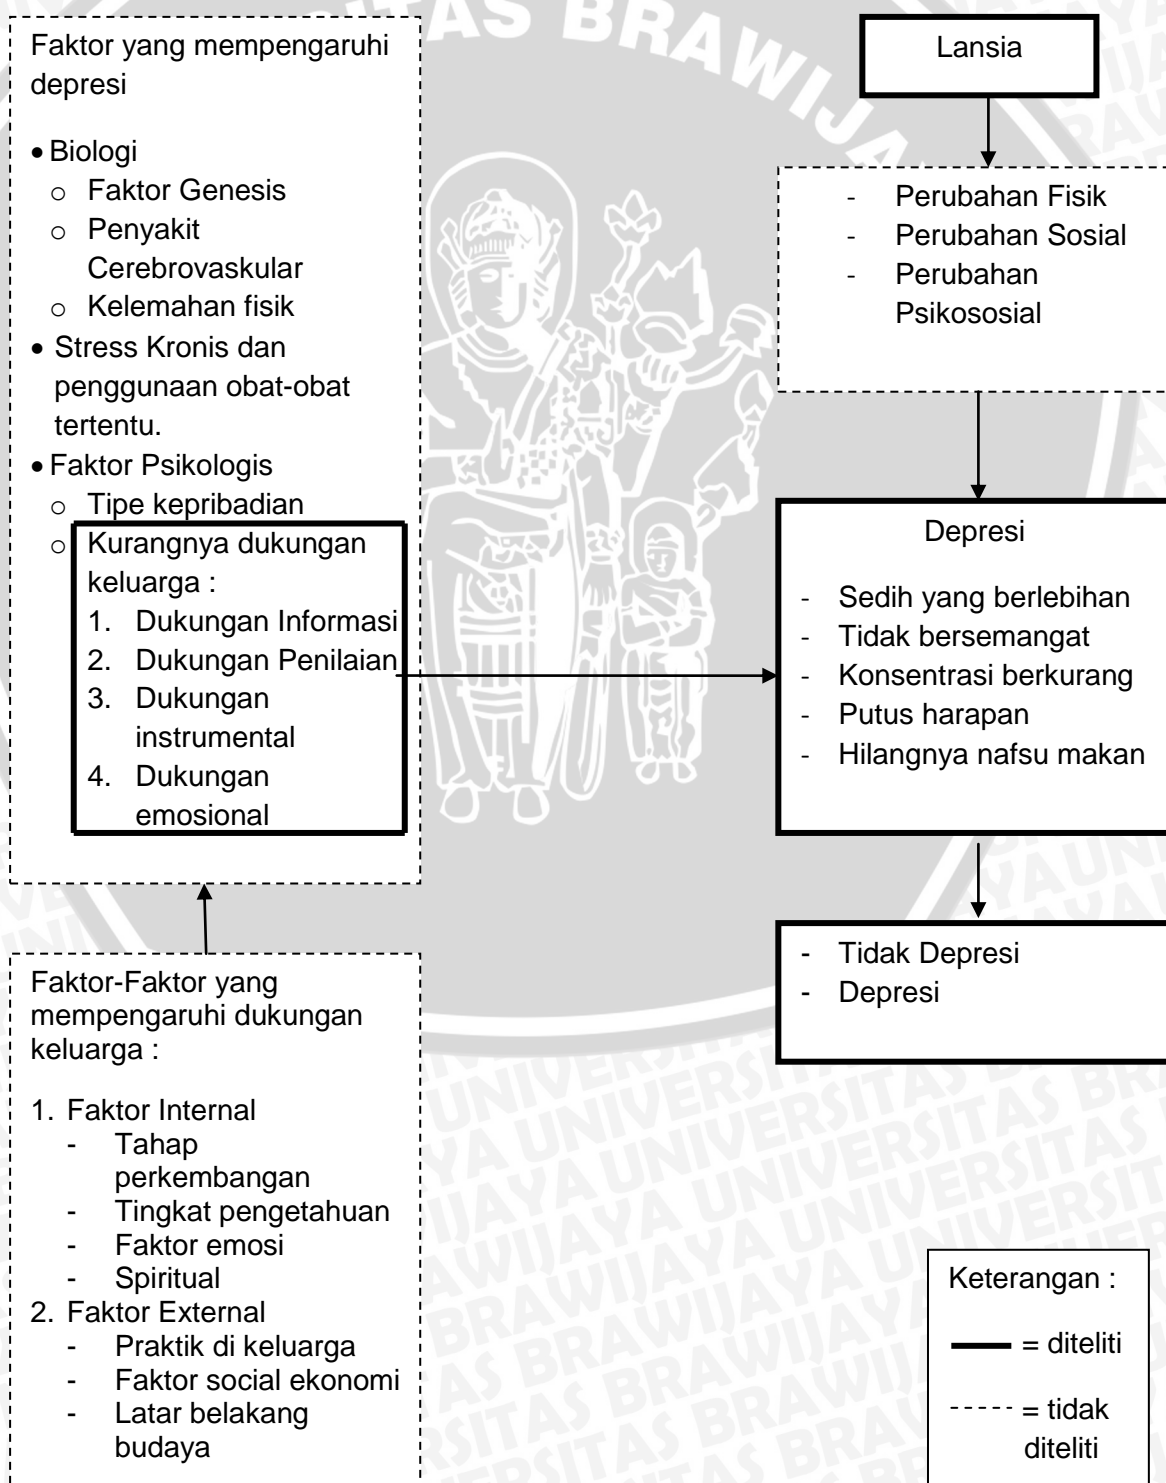 Faktor yang mempengaruhi
depresi
• Biologi
o Faktor Genesis
o Penyakit
Cerebrovaskular
o Kelemahan fisik
• Stress Kronis dan
penggunaan obat-obat
tertentu.
• Faktor Psikologis
o Tipe kepribadian
o Kurangnya dukungan
keluarga :
1. Dukungan Informasi
2. Dukungan Penilaian
3. Dukungan
instrumental
4. Dukungan
emosional
Faktor-Faktor yang
mempengaruhi dukungan
keluarga :
1. Faktor Internal
- Tahap
perkembangan
- Tingkat pengetahuan
- Faktor emosi
- Spiritual
2. Faktor External
- Praktik di keluarga
- Faktor social ekonomi
- Latar belakang
budaya
Lansia
- Perubahan Fisik
- Perubahan Sosial
- Perubahan
Psikososial
Depresi
- Sedih yang berlebihan
- Tidak bersemangat
- Konsentrasi berkurang
- Putus harapan
- Hilangnya nafsu makan
- Tidak Depresi
- Depresi
Keterangan :
= diteliti
= tidak
diteliti